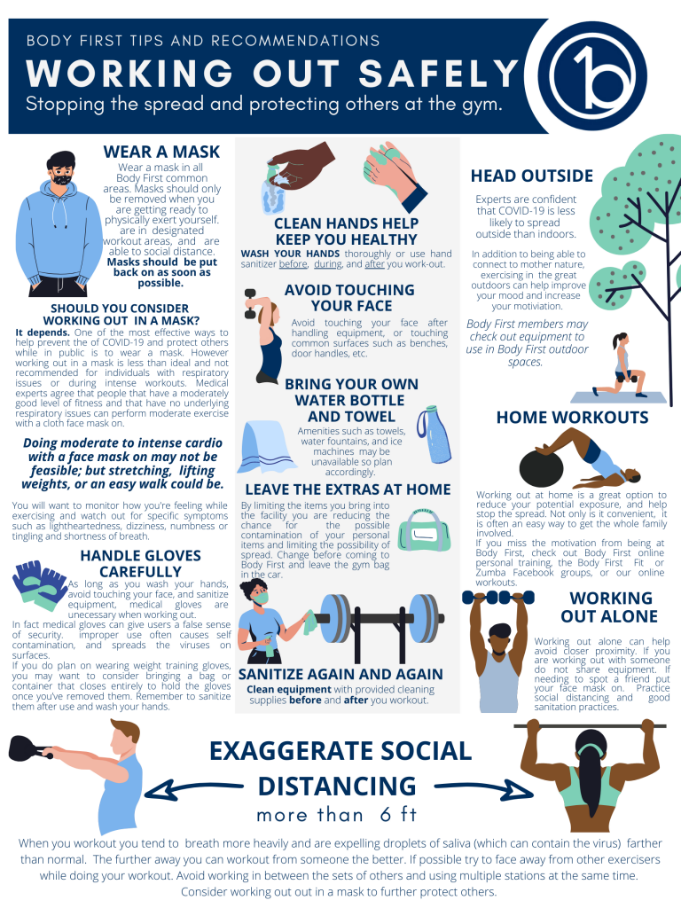 BODY FIRST TIPS AND RECOMMENDATIONS
WORKING OUT SAFELY
Stopping the spread and protecting others at the gym.
1b
WEAR A MASK
Wear a mask in all
Body First common
areas. Masks should only
be removed when you
are getting ready to
physically exert yourself.
are in designated
workout areas, and are
able to social distance.
Masks should be put
back on as soon as
possible.
SHOULD YOU CONSIDER
WORKING OUT IN A MASK?
It depends. One of the most effective ways to
help prevent the of COVID-19 and protect others
while in public is to wear a mask. However
working out in a mask is less than ideal and not
recommended for individuals with respiratory
issues or during intense workouts. Medical
experts agree that people that have a moderately
good level of fitness and that have no underlying
respiratory issues can perform moderate exercise
with a cloth face mask on.
Doing moderate to intense cardio
with a face mask on may not be
feasible; but stretching, lifting
weights, or an easy walk could be.
You will want to monitor how you're feeling while
exercising and watch out for specific symptoms
such as lightheartedness, dizziness, numbness or
tingling and shortness of breath.
HANDLE GLOVES
CAREFULLY
As long as you wash your hands,
avoid touching your face, and sanitize
equipment, medical gloves are
unecessary when working out.
In fact medical gloves can give users a false sense
of security. improper use often causes self
contamination, and spreads the viruses on
surfaces.
If you do plan on wearing weight training gloves,
you may want to consider bringing a bag or
container that closes entirely to hold the gloves
once you've removed them. Remember to sanitize
them after use and wash your hands.
CLEAN HANDS HELP
KEEP YOU HEALTHY
WASH YOUR HANDS thoroughly or use hand
sanitizer before, during, and after you work-out.
AVOID TOUCHING
YOUR FACE
Avoid touching your face after
handling equipment, or touching
common surfaces such as benches,
door handles, etc.
BRING YOUR OWN
WATER BOTTLE
AND TOWEL
Amenities such as towels,
water fountains, and ice
machines may be
unavailable so plan
accordingly.
LEAVE THE EXTRAS AT HOME
By limiting the items you bring into
the facility you are reducing the
chance for the possible
contamination of your personal
items and limiting the possibility of
spread. Change before coming to
Body First and leave the gym bag
in the car.
SANITIZE AGAIN AND AGAIN
Clean equipment with provided cleaning
supplies before and after you workout.
HEAD OUTSIDE
Experts are confident
that COVID-19 is less
likely to spread
outside than indoors.
In addition to being able to
connect to mother nature,
exercising in the great
outdoors can help improve
your mood and increase
your motivation.
Body First members may
check out equipment to
use in Body First outdoor
spaces.
HOME WORKOUTS
Working out at home is a great option to
reduce your potential exposure, and help
stop the spread. Not only is it convenient, it
is often an easy way to get the whole family
involved.
If you miss the motivation from being at
Body First, check out Body First online
personal training, the Body First Fit or
Zumba Facebook groups, or our online
workouts.
WORKING
OUT ALONE
Working out alone can help
avoid closer proximity. If you
are working out with someone
do not share equipment. If
needing to spot a friend put
your face mask on. Practice
social distancing and good
sanitation practices.
EXAGGERATE SOCIAL
DISTANCING
more than 6 ft
When you workout you tend to breath more heavily and are expelling droplets of saliva (which can contain the virus) farther
than normal. The further away you can workout from someone the better. If possible try to face away from other exercisers
while doing your workout. Avoid working in between the sets of others and using multiple stations at the same time.
Consider working out out in a mask to further protect others.